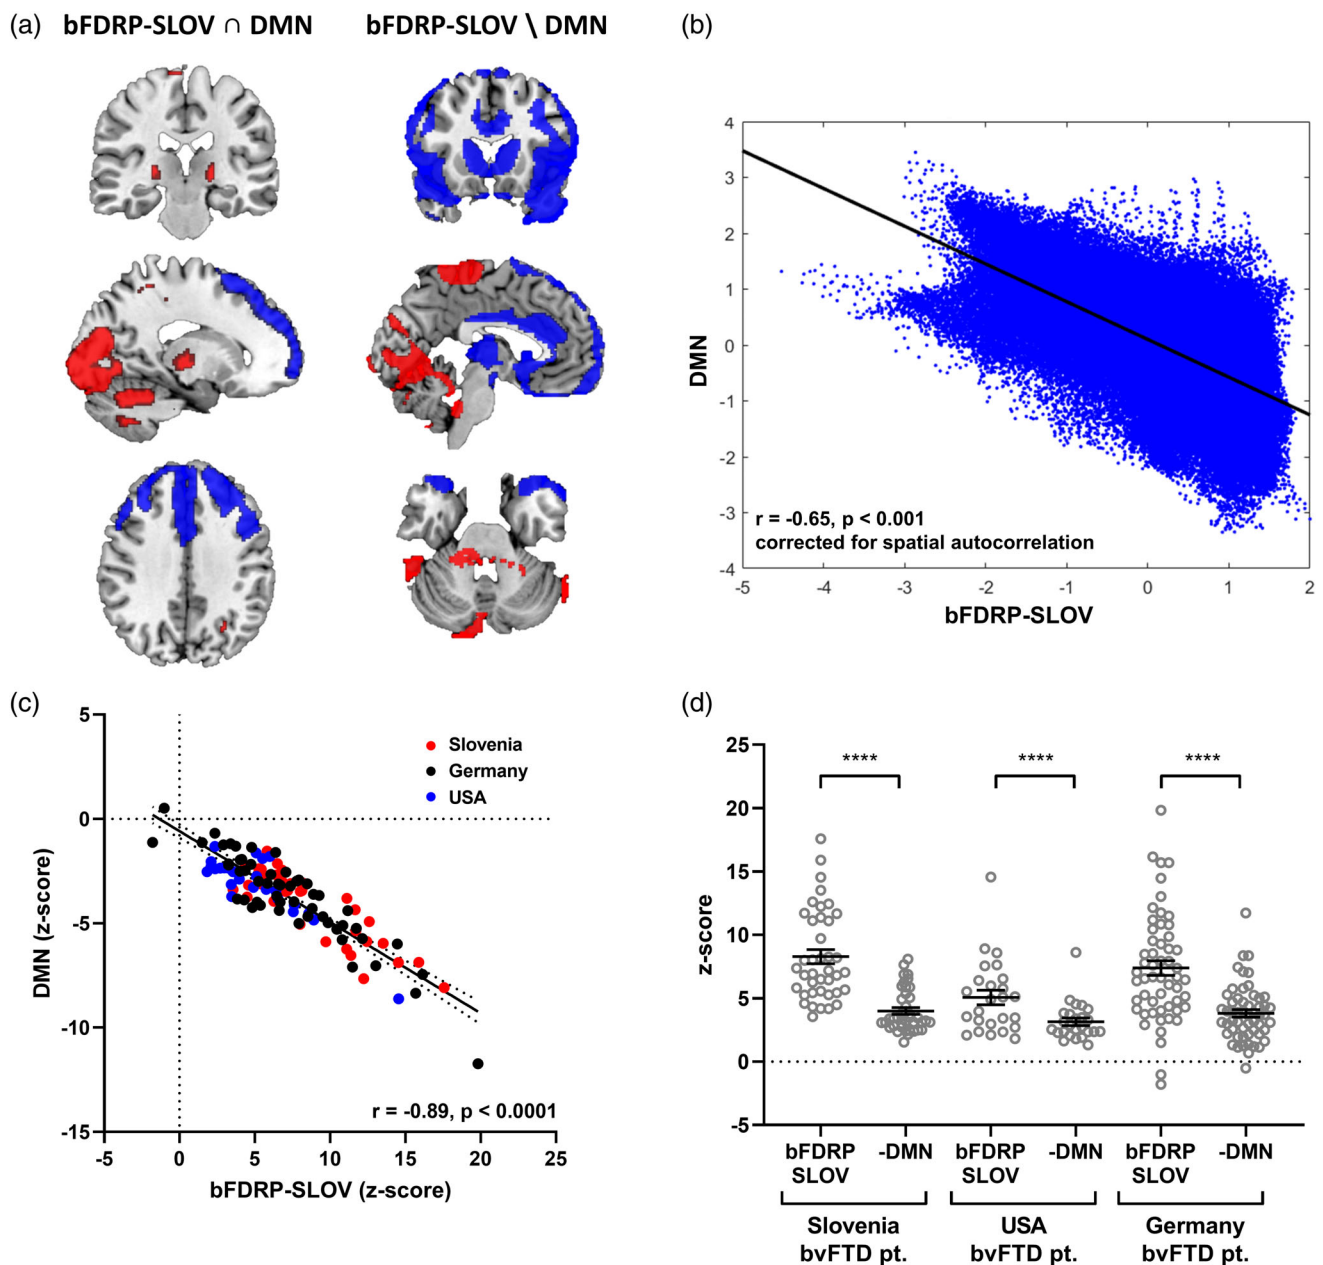 (a) bFDRP-SLOV ∩ DMN bFDRP-SLOV \ DMN
(b)
4
3
2
1
0
-1
-2
-3
-4
-5 -4 -3 -2 -1 0 1 2
DMN
r = -0.65, p < 0.001
corrected for spatial autocorrelation
bFDRP-SLOV
(c)
5
0
-5
-10
-15
DMN (z-score)
Slovenia
Germany
USA
r = -0.89, p < 0.0001
-5 0 5 10 15 20 25
bFDRP-SLOV (z-score)
(d)
25
20
15
10
5
0
-5
z-score
**** **** ****
bFDRP -DMN bFDRP -DMN bFDRP -DMN
SLOV SLOV SLOV
Slovenia USA Germany
bvFTD pt. bvFTD pt. bvFTD pt.